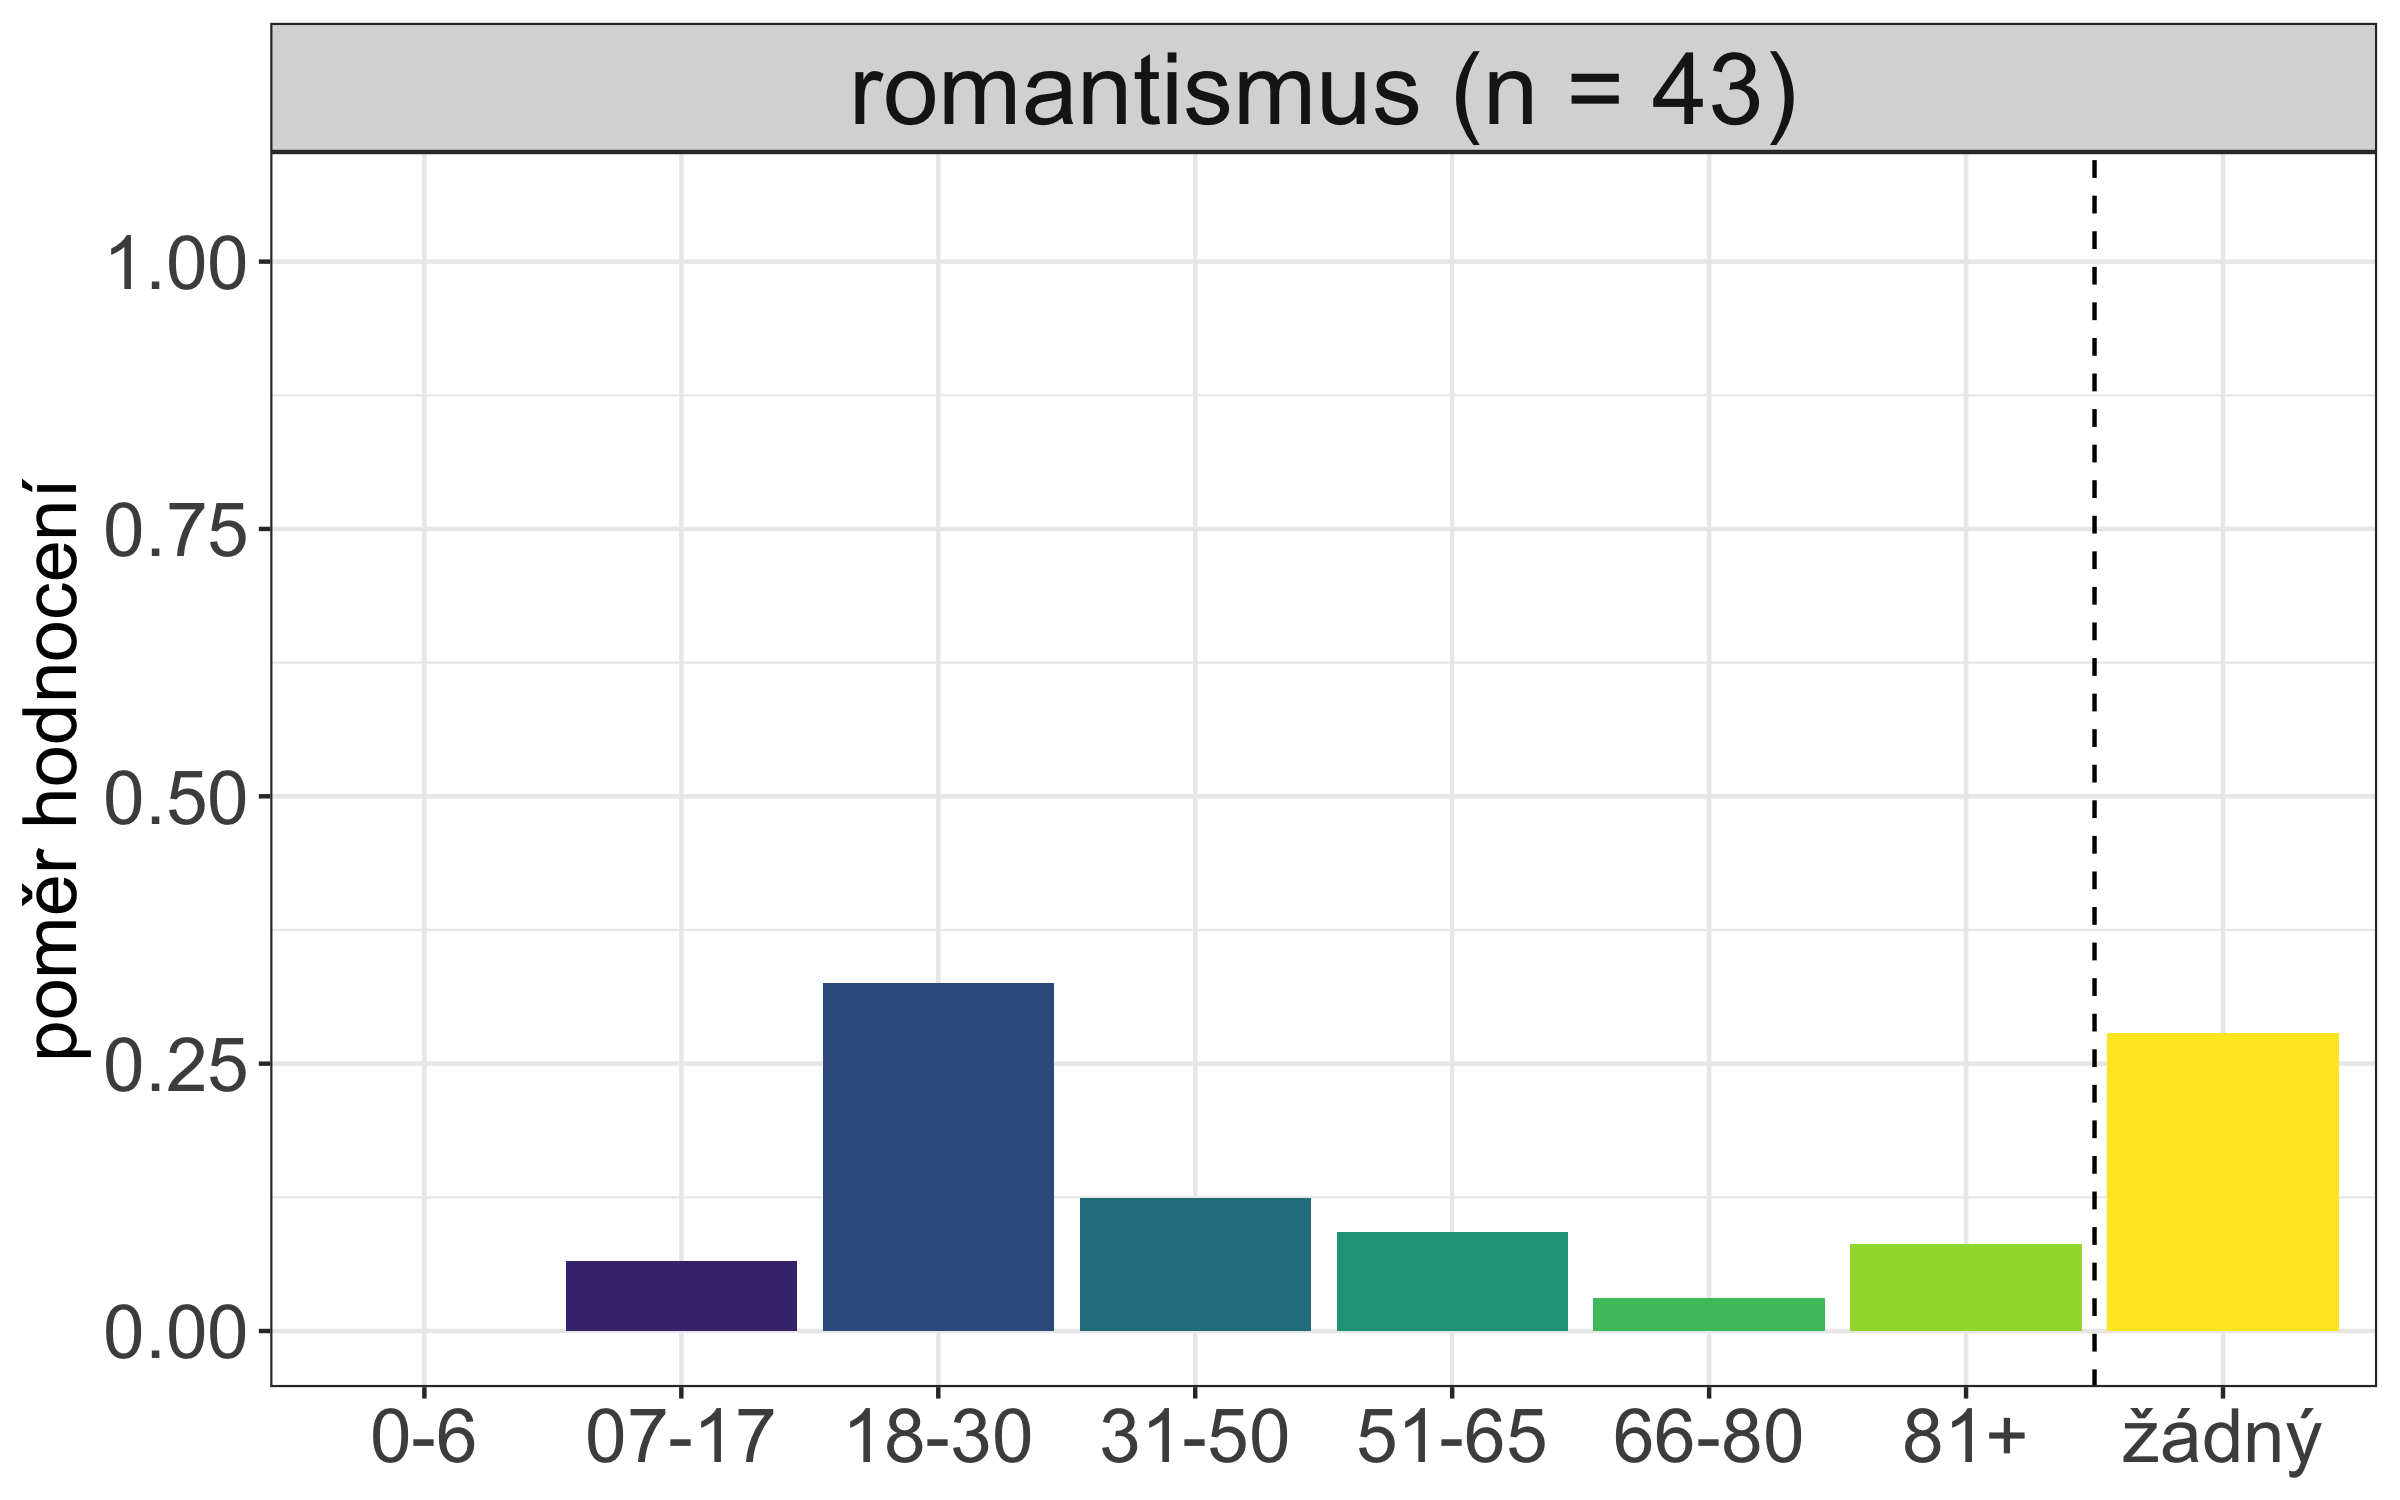 romantismus (n = 43)
poměr hodnocení
1.00
0.75
0.50
0.25
0.00
0-6 07-17 18-30 31-50 51-65 66-80 81+ žádný